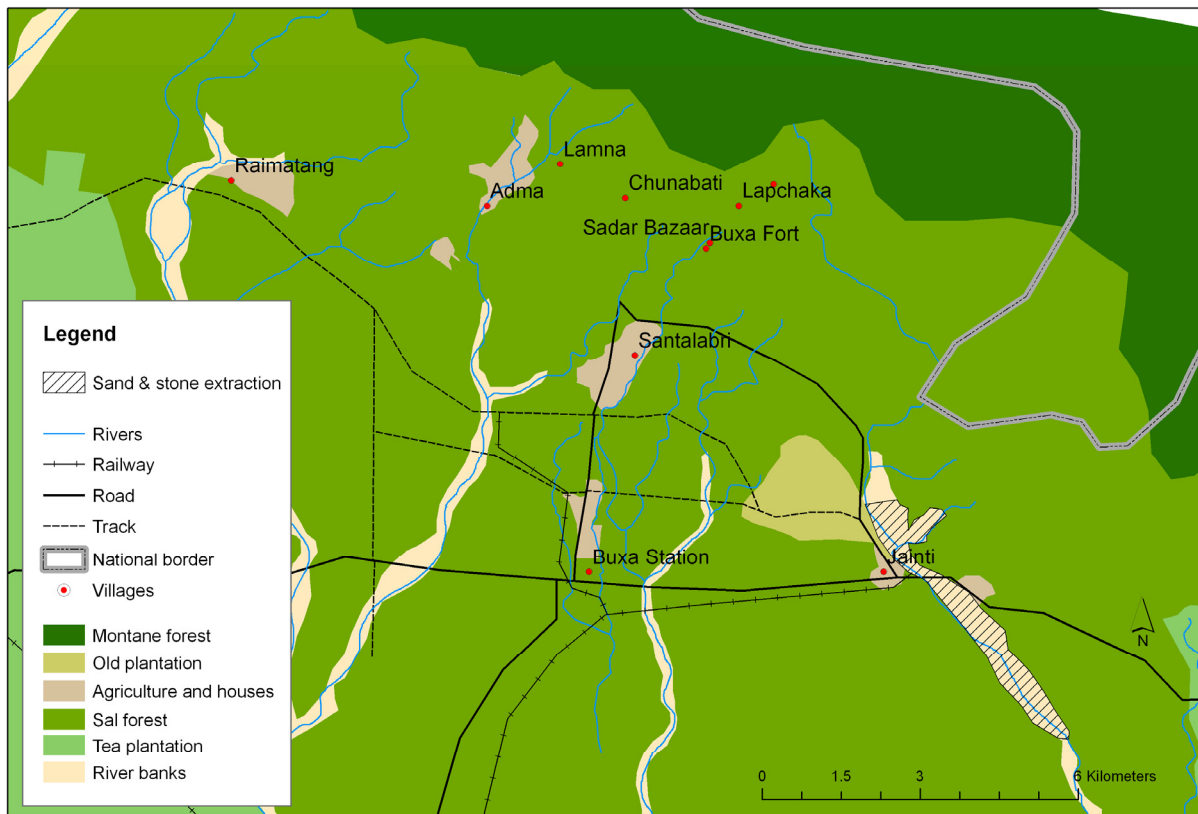 Lamna
Raimatang
Chunabati
Adma
Lapchaka
Sadar Bazaar
Buxa Fort
Santalabri
Buxa Station
Jainti
Legend
Sand & stone extraction
Rivers
Railway
Road
Track
National border
Villages
Montane forest
Old plantation
Agriculture and houses
Sal forest
Tea plantation
River banks
N
0 1.5 3 6 Kilometers